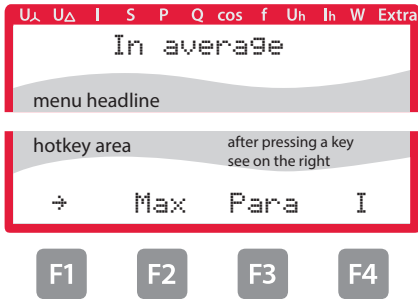 U⅄ U△ I S P Q cos f Uh Ih W Extra
In average
menu headline
hotkey area
after pressing a key
see on the right
→ Max Para I
F1 F2 F3 F4